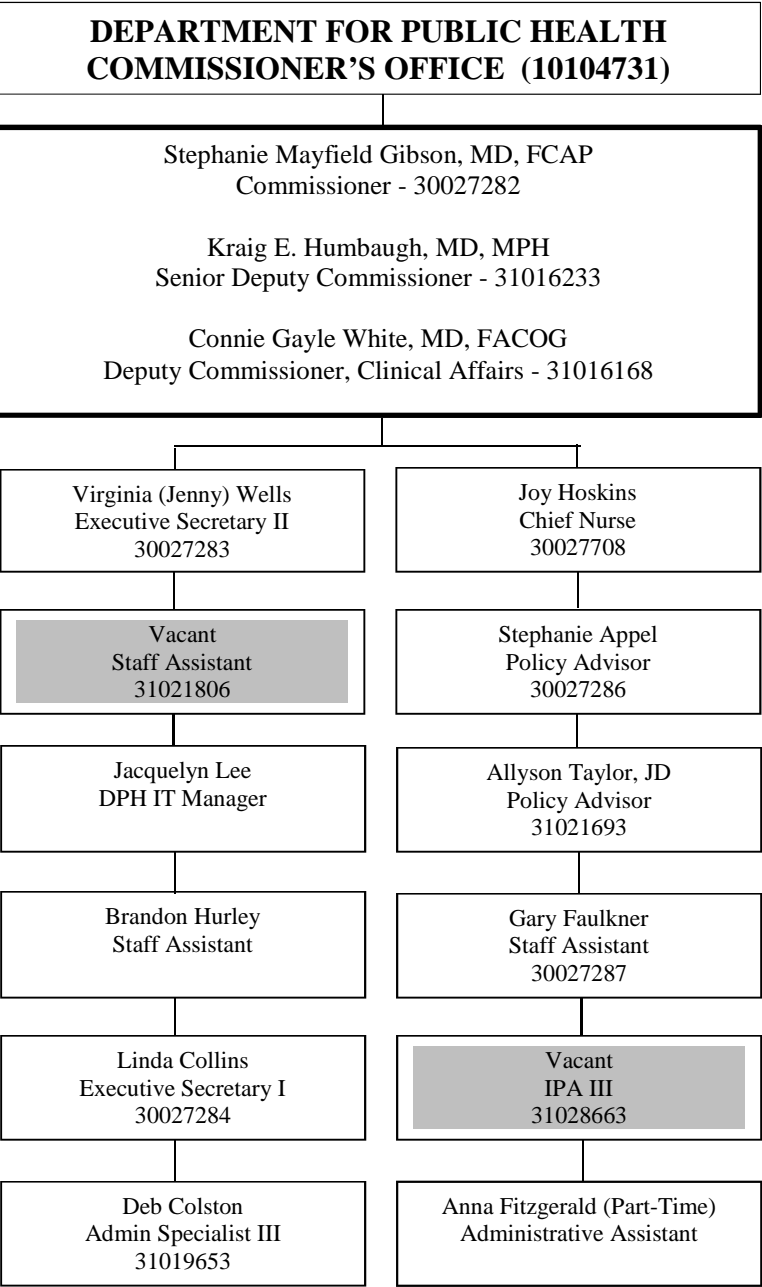 DEPARTMENT FOR PUBLIC HEALTH
COMMISSIONER'S OFFICE (10104731)
Stephanie Mayfield Gibson, MD, FCAP
Commissioner - 30027282
Kraig E. Humbaugh, MD, MPH
Senior Deputy Commissioner - 31016233
Connie Gayle White, MD, FACOG
Deputy Commissioner, Clinical Affairs - 31016168
Virginia (Jenny) Wells
Executive Secretary II
30027283
Joy Hoskins
Chief Nurse
30027708
Vacant
Staff Assistant
31021806
Stephanie Appel
Policy Advisor
30027286
Jacquelyn Lee
DPH IT Manager
Allyson Taylor, JD
Policy Advisor
31021693
Brandon Hurley
Staff Assistant
Gary Faulkner
Staff Assistant
30027287
Linda Collins
Executive Secretary I
30027284
Vacant
IPA III
31028663
Deb Colston
Admin Specialist III
31019653
Anna Fitzgerald (Part-Time)
Administrative Assistant